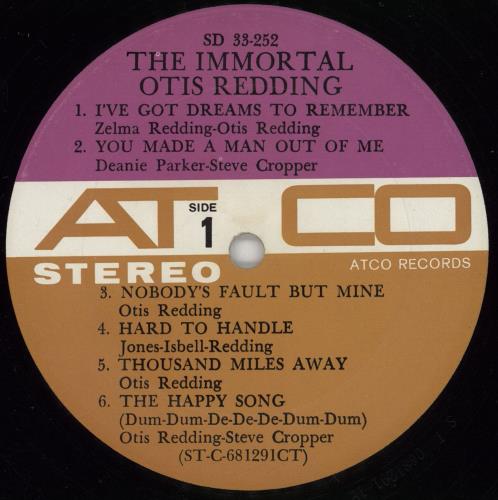 SD 33-252
THE IMMORTAL
OTIS REDDING
1. I'VE GOT DREAMS TO REMEMBER
Zelma Redding-Otis Redding
2. YOU MADE A MAN OUT OF ME
Deanie Parker-Steve Cropper
ATCO
SIDE
1
STEREO
ATCO RECORDS
3. NOBODY'S FAULT BUT MINE
Otis Redding
4. HARD TO HANDLE
Jones-Isbell-Redding
5. THOUSAND MILES AWAY
Otis Redding
6. THE HAPPY SONG
(Dum-Dum-De-De-De-Dum-Dum)
Otis Redding-Steve Cropper
(ST-C-681291CT)